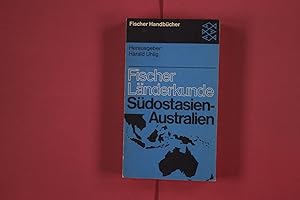 Fischer Handbücher
Herausgeber
Harald Uhlig
Fischer
Länderkunde
Südostasien-
Australien